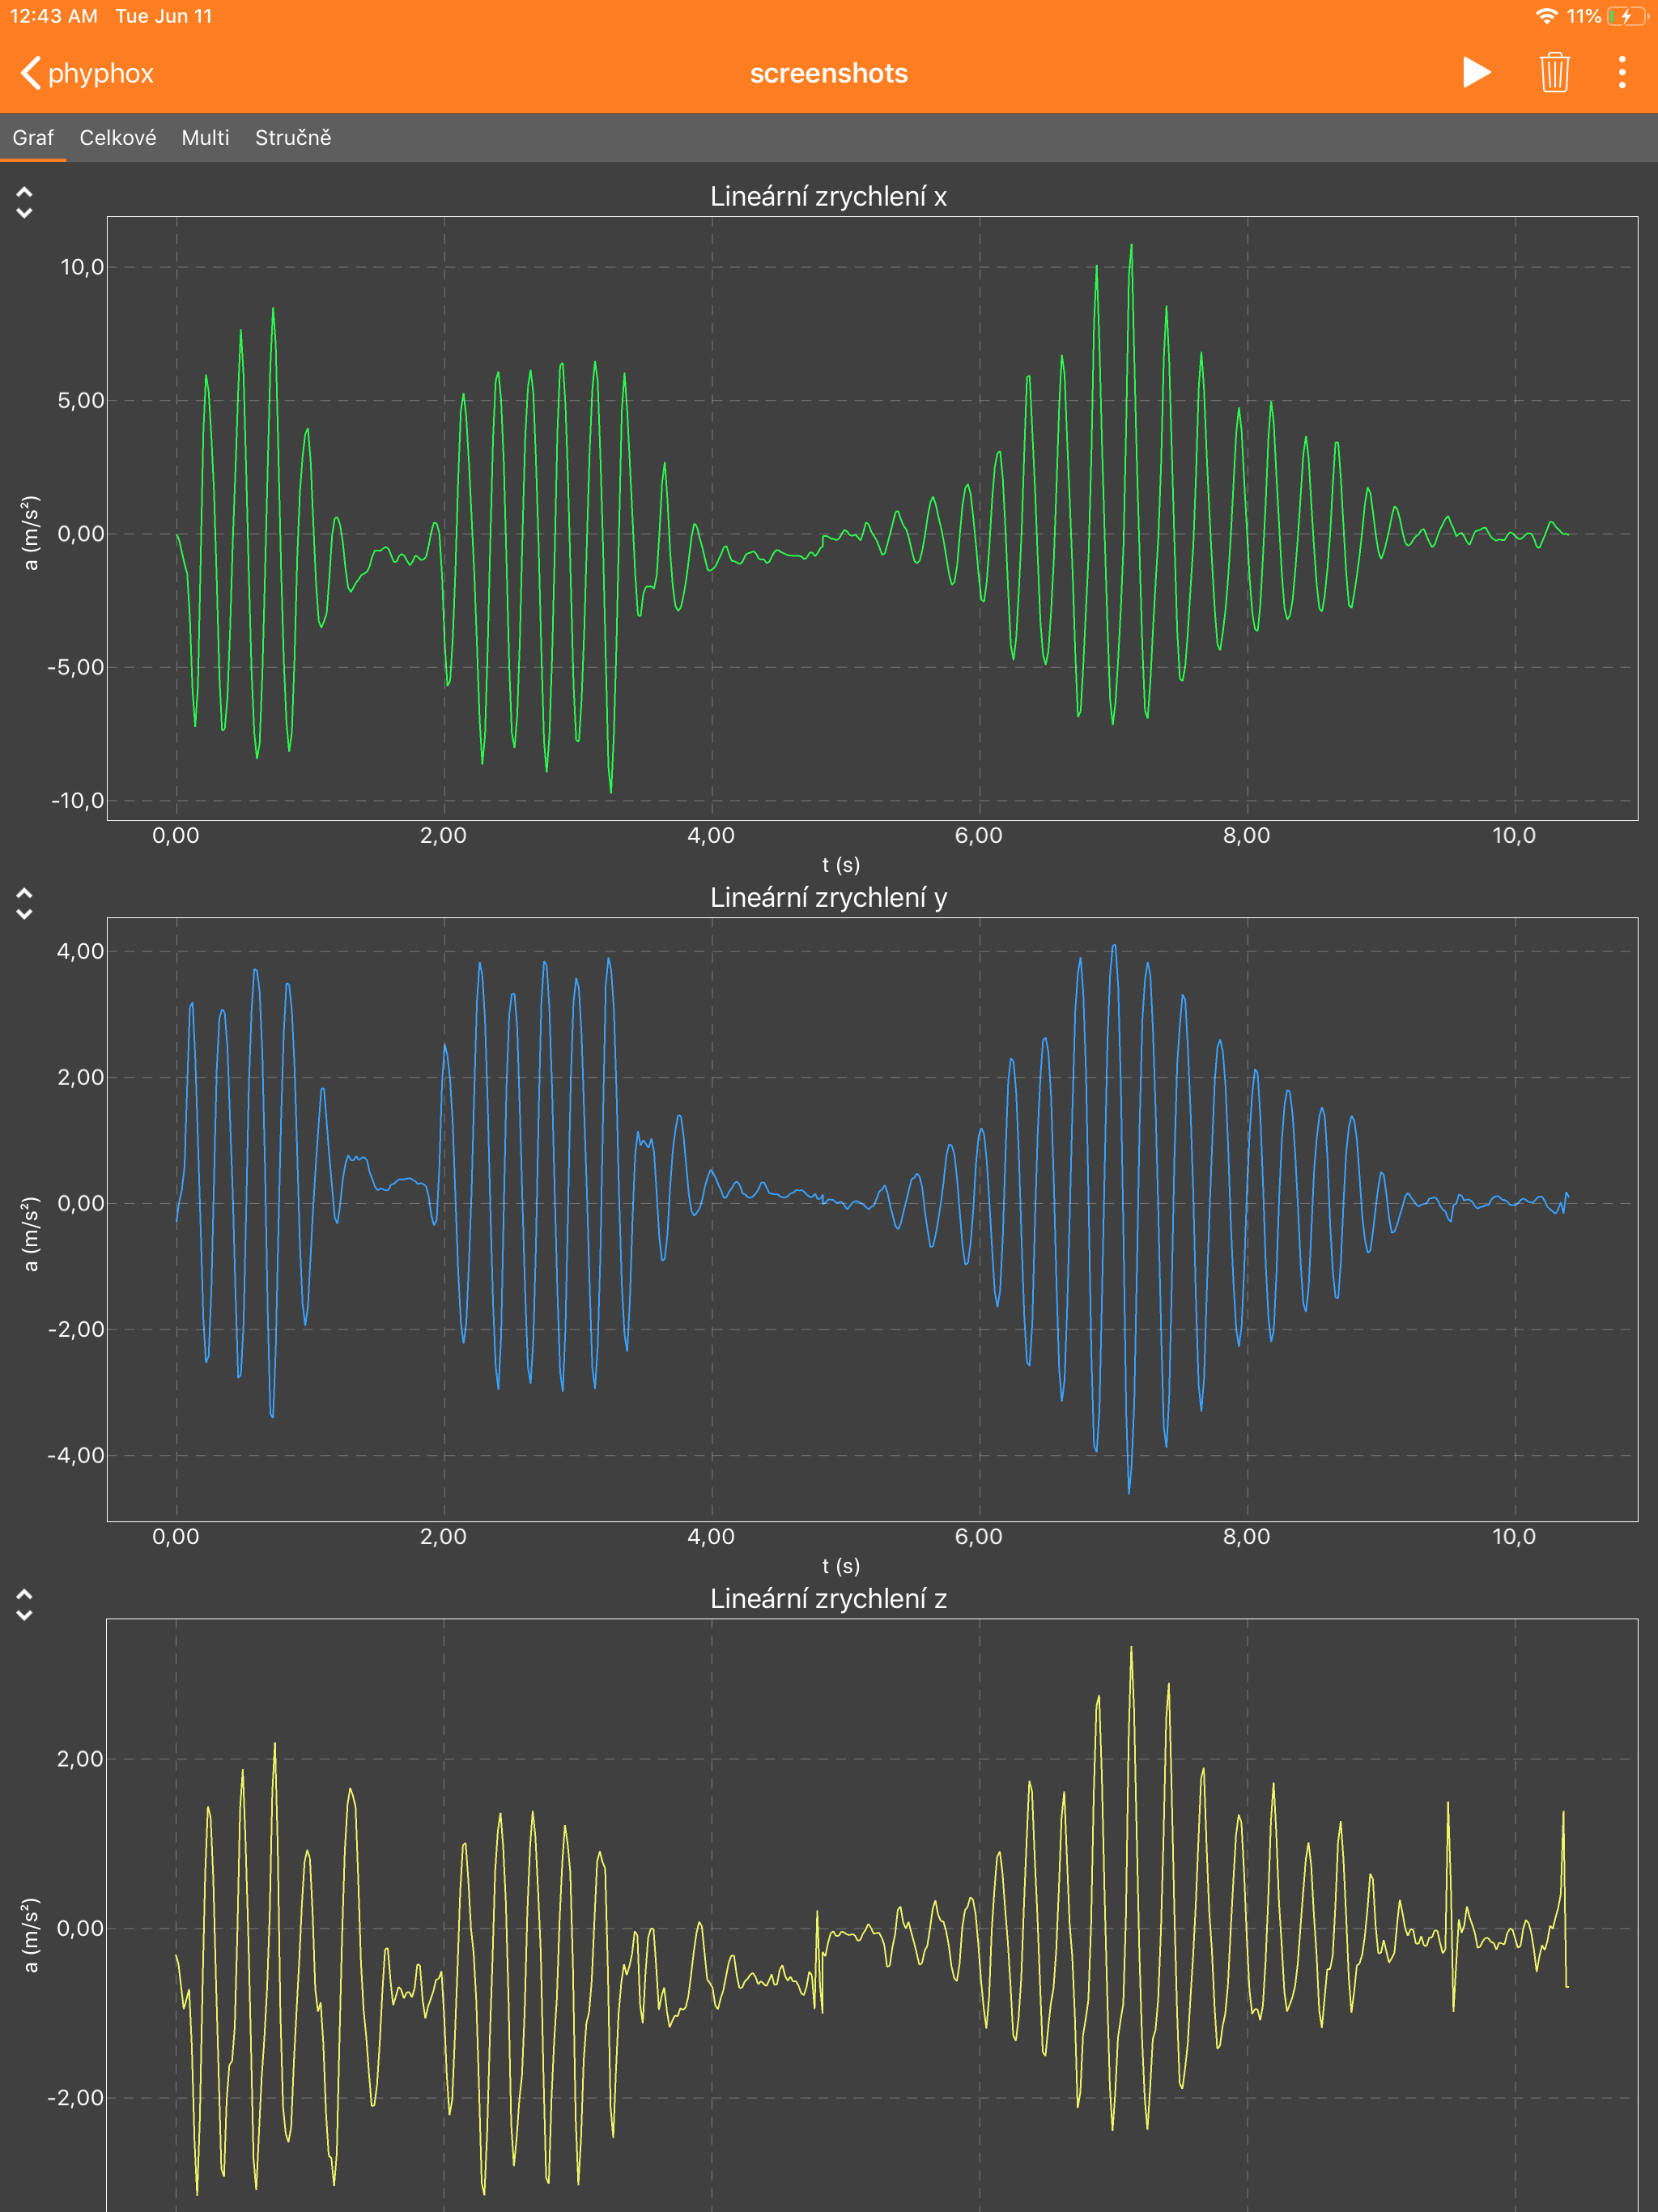 12:43 AM Tue Jun 11 11%
phyphox screenshots
Graf Celkové Multi Stručně
Lineární zrychlení x
10,0
5,00
0,00
-5,00
-10,0
a (m/s²)
0,00 2,00 4,00 6,00 8,00 10,0
t (s)
Lineární zrychlení y
4,00
2,00
0,00
-2,00
-4,00
a (m/s²)
0,00 2,00 4,00 6,00 8,00 10,0
t (s)
Lineární zrychlení z
2,00
0,00
-2,00
a (m/s²)